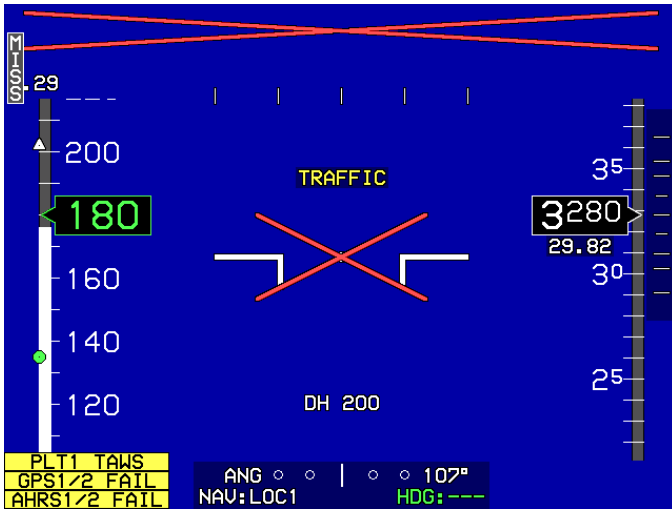 MISS
.29
---
200
180
160
140
120
TRAFFIC
DH 200
35
3280
29.82
30
25
PLT1 TAWS
GPS1/2 FAIL
AHRS1/2 FAIL
ANG 107°
NAV:LOC1 HDG:---